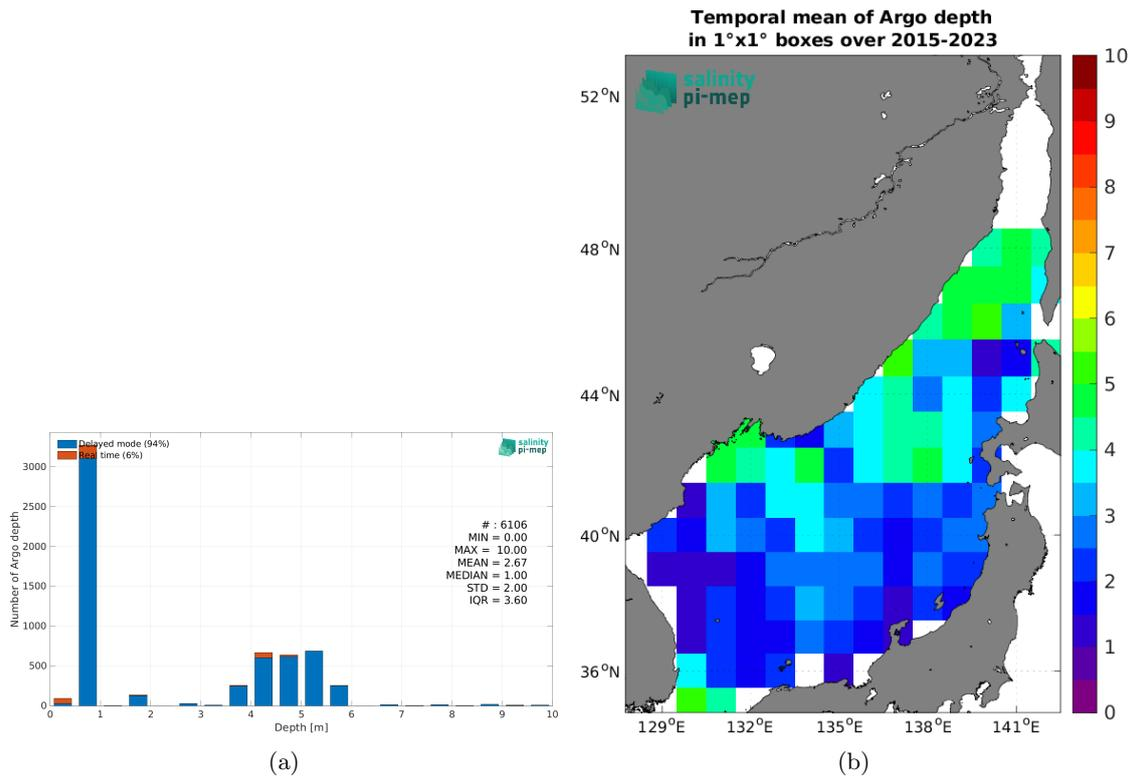 Temporal mean of Argo depth
in 1°x1° boxes over 2015-2023
salinity
pi-mep
52°N
48°N
44°N
40°N
36°N
129°E
132°E
135°E
138°E
141°E
10
9
8
7
6
5
4
3
2
1
0
Delayed mode (94%)
Real time (6%)
salinity
pi-mep
# : 6106
MIN = 0.00
MAX = 10.00
MEAN = 2.67
MEDIAN = 1.00
STD = 2.00
IQR = 3.60
Number of Argo depth
3000
2500
2000
1500
1000
500
0
0 1 2 3 4 5 6 7 8 9 10
Depth [m]
(a)
(b)